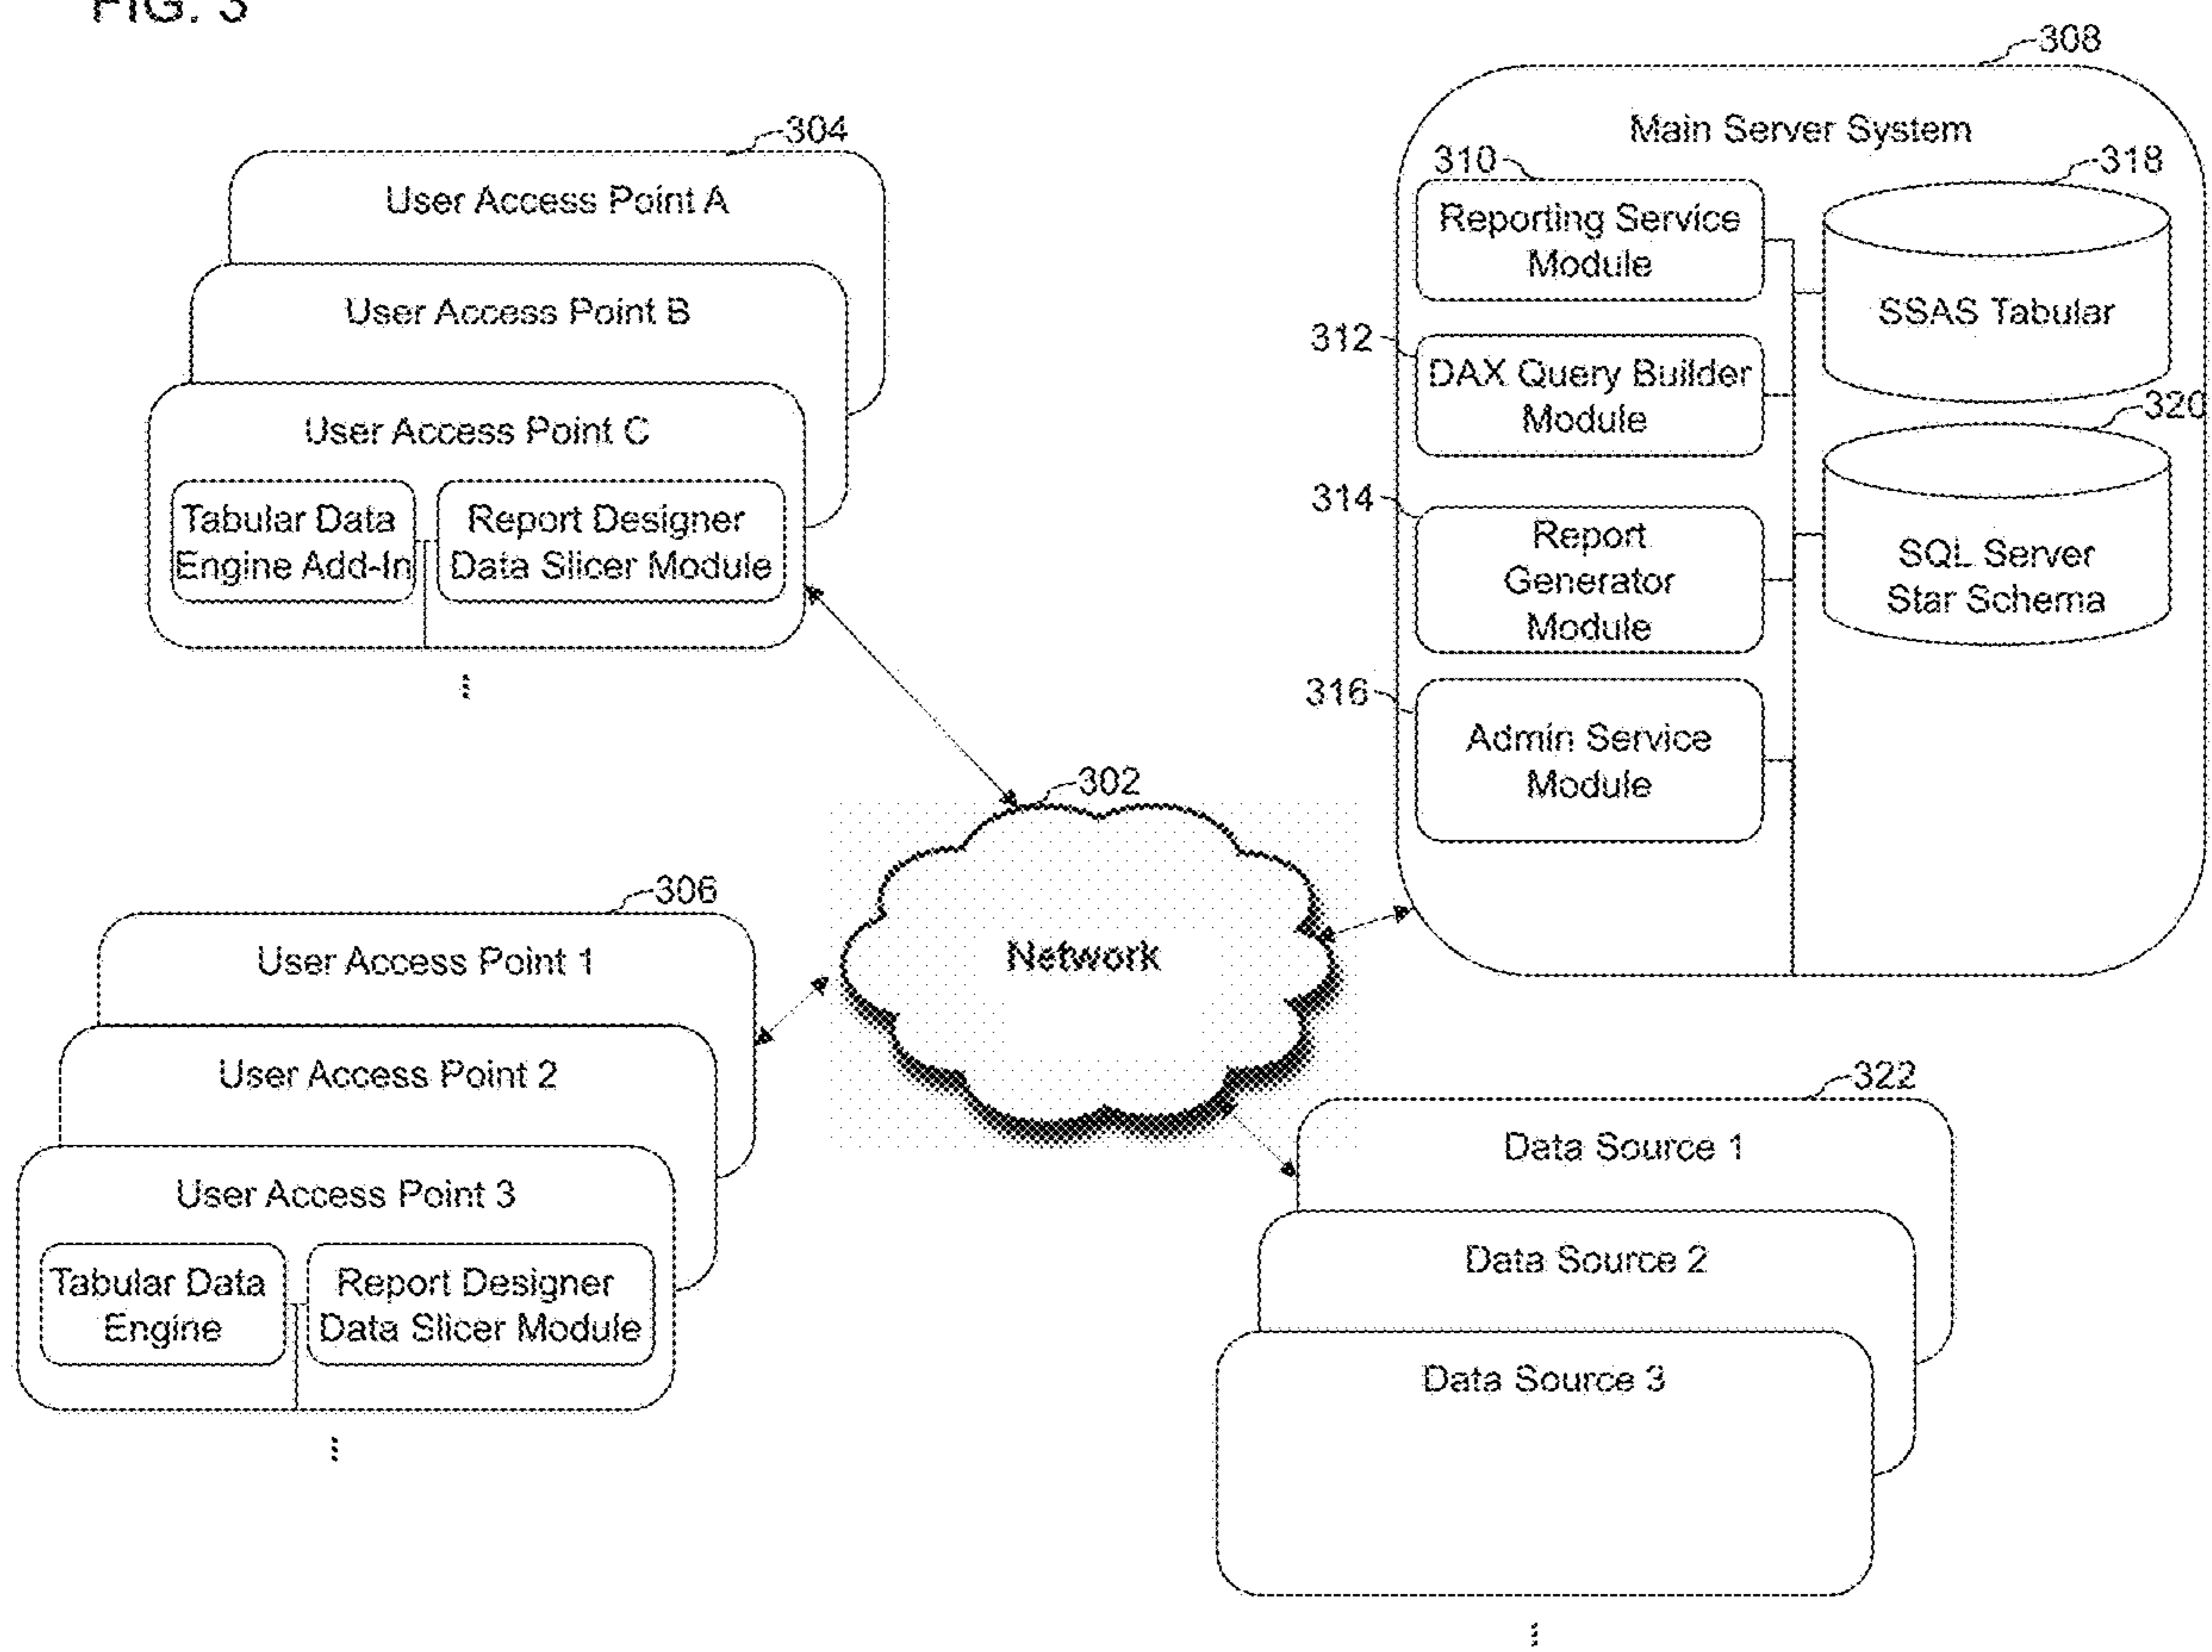 FIG. 3
304
User Access Point A
User Access Point B
User Access Point C
Tabular Data
Engine Add-In
Report Designer
Data Slicer Module
...
308
Main Server System
310
Reporting Service
Module
312
DAX Query Builder
Module
314
Report
Generator
Module
316
Admin Service
Module
318
SSAS Tabular
320
SQL Server
Star Schema
302
Network
306
User Access Point 1
User Access Point 2
User Access Point 3
Tabular Data
Engine
Report Designer
Data Slicer Module
...
322
Data Source 1
Data Source 2
Data Source 3
...